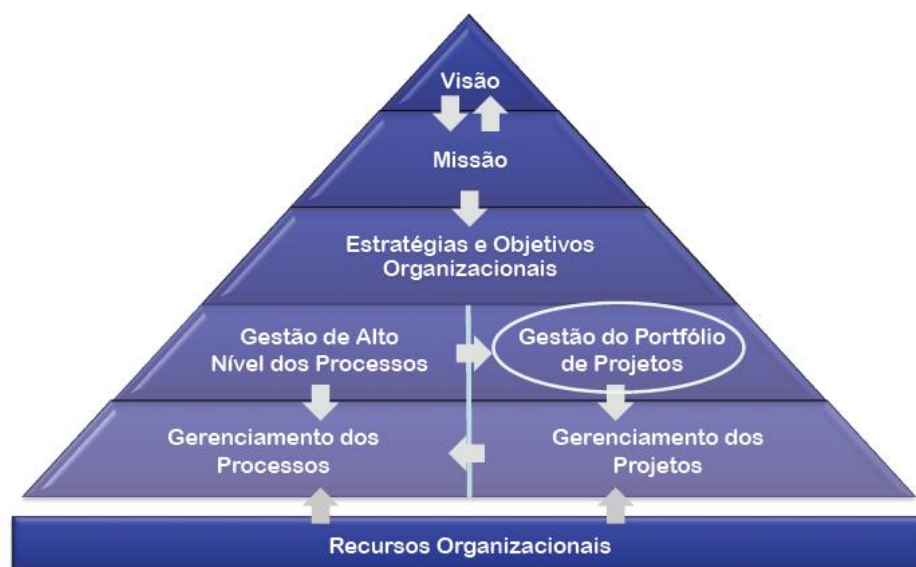 Visão
Missão
Estratégias e Objetivos
Organizacionais
Gestão de Alto
Nível dos Processos
Gestão do Portfólio
de Projetos
Gerenciamento dos
Processos
Gerenciamento dos
Projetos
Recursos Organizacionais